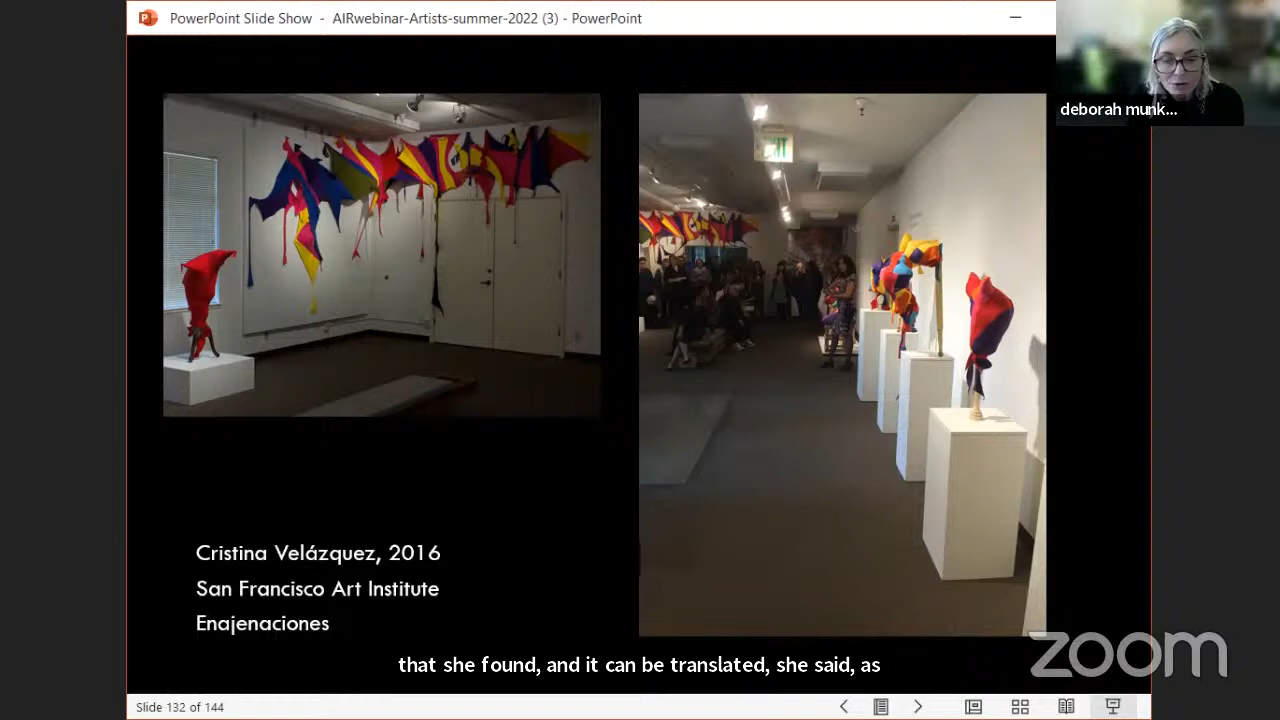 PowerPoint Slide Show - AIRwebinar-Artists-summer-2022 (3) - PowerPoint
deborah munk...
Cristina Velázquez, 2016
San Francisco Art Institute
Enajenaciones
that she found, and it can be translated, she said, as
zoom
Slide 132 of 144